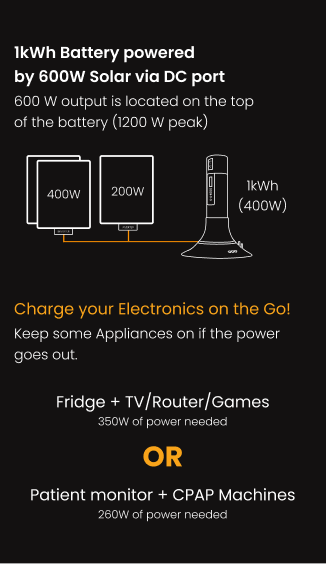 1kWh Battery powered
by 600W Solar via DC port
600 W output is located on the top
of the battery (1200 W peak)
400W
200W
1kWh
(400W)
Charge your Electronics on the Go!
Keep some Appliances on if the power
goes out.
Fridge + TV/Router/Games
350W of power needed
OR
Patient monitor + CPAP Machines
260W of power needed